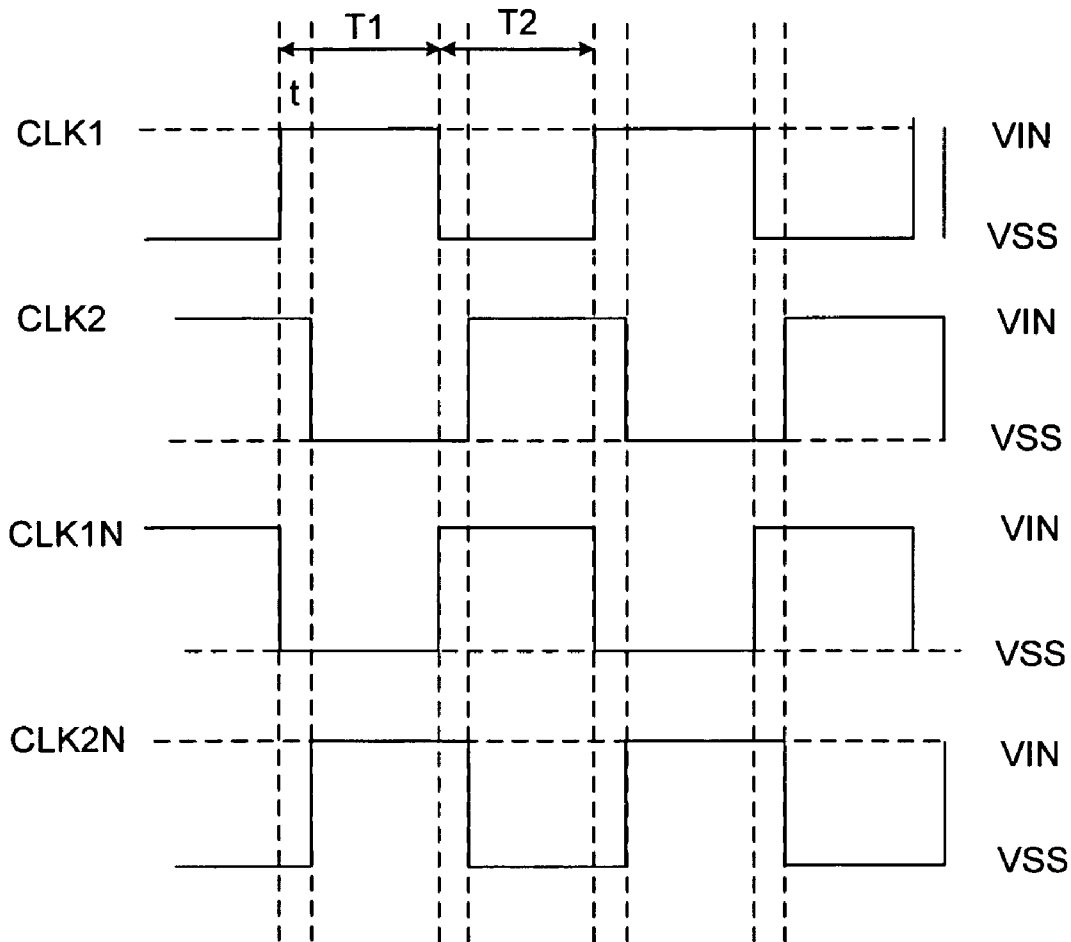 T1 T2
t
CLK1 VIN
VSS
CLK2 VIN
VSS
CLK1N VIN
VSS
CLK2N VIN
VSS